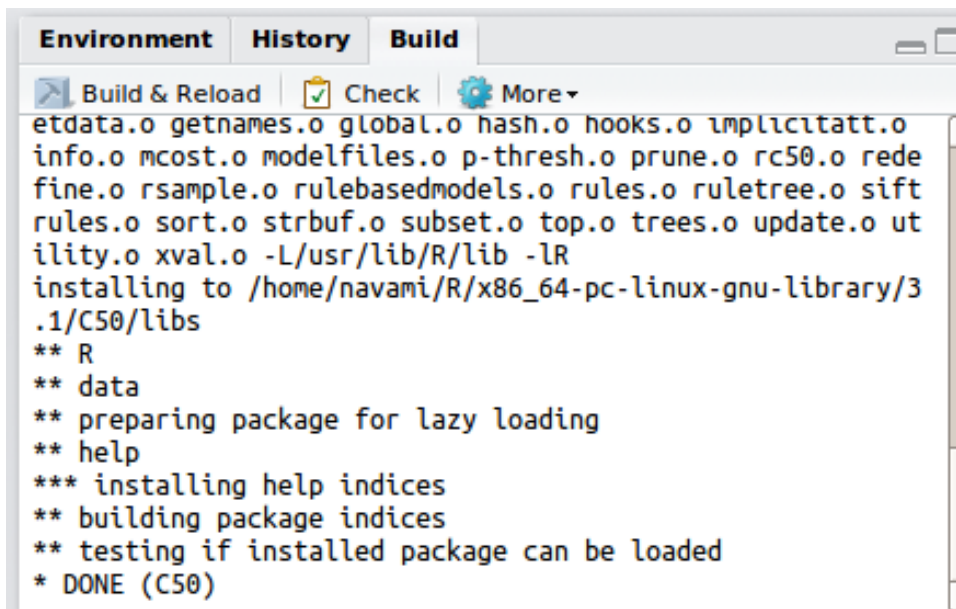 Environment History Build
Build & Reload Check More
etdata.o getnames.o global.o hash.o hooks.o implicitatt.o
info.o mcost.o modelfiles.o p-thresh.o prune.o rc50.o rede
fine.o rsample.o rulebasedmodels.o rules.o ruletree.o sift
rules.o sort.o strbuf.o subset.o top.o trees.o update.o ut
ility.o xval.o -L/usr/lib/R/lib -lR
installing to /home/navami/R/x86_64-pc-linux-gnu-library/3
.1/C50/libs
** R
** data
** preparing package for lazy loading
** help
*** installing help indices
** building package indices
** testing if installed package can be loaded
* DONE (C50)